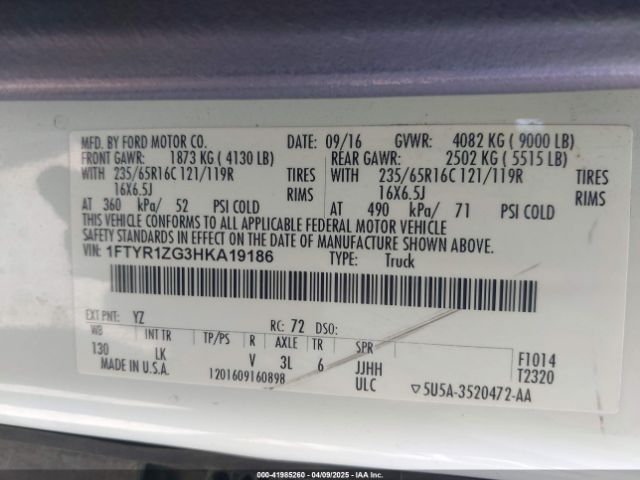 MFD. BY FORD MOTOR CO. DATE: 09/16 GVWR: 4082 KG ( 9000 LB)
FRONT GAWR: 1873 KG ( 4130 LB) REAR GAWR: 2502 KG ( 5515 LB)
WITH 235/65R16C 121/119R TIRES WITH 235/65R16C 121/119R TIRES
16X6.5J RIMS 16X6.5J RIMS
AT 360 kPa/ 52 PSI COLD AT 490 kPa/ 71 PSI COLD
THIS VEHICLE CONFORMS TO ALL APPLICABLE FEDERAL MOTOR VEHICLE
SAFETY STANDARDS IN EFFECT ON THE DATE OF MANUFACTURE SHOWN ABOVE.
VIN: 1FTYR1ZG3HKA19186 TYPE: Truck
EXT PNT: YZ RC: 72 DSO:
WB INT TR TP/PS R AXLE TR SPR
130 LK V 3L 6 JJHH F1014
MADE IN U.S.A. 1201609160898 ULC T2320
▽5U5A-3520472-AA
000-41985260 - 04/09/2025 - IAA Inc.